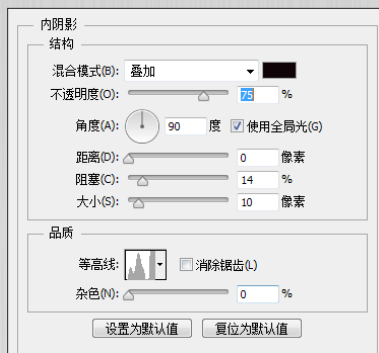 内阴影
结构
混合模式(B): 叠加
不透明度(O): 75 %
角度(A): 90 度 使用全局光(G)
距离(D): 0 像素
阻塞(C): 14 %
大小(S): 10 像素
品质
等高线: 消除锯齿(L)
杂色(N): 0 %
设置为默认值 复位为默认值